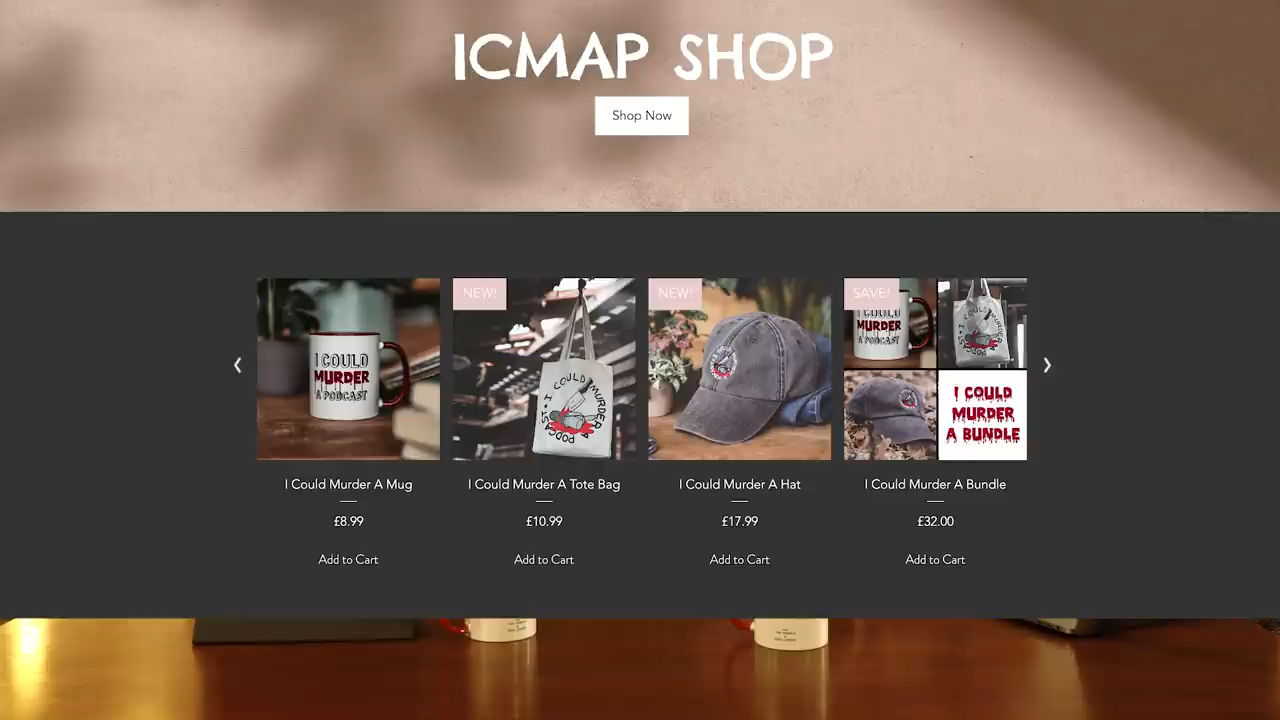 ICMAP SHOP
Shop Now
I COULD
MURDER
A PODCAST
NEW!
I COULD MURDER A PODCAST
NEW!
SAVE!
I COULD
MURDER
A PODCAST
I COULD
MURDER
A BUNDLE
I Could Murder A Mug
£8.99
Add to Cart
I Could Murder A Tote Bag
£10.99
Add to Cart
I Could Murder A Hat
£17.99
Add to Cart
I Could Murder A Bundle
£32.00
Add to Cart